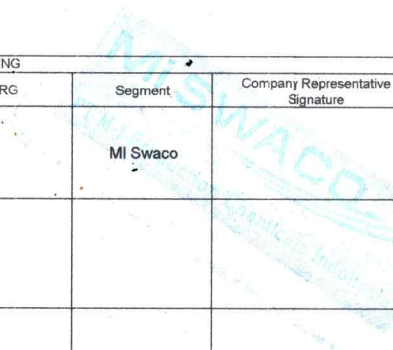 NG
RG
Segment
Company Representative
Signature
MI Swaco
MI SWACO